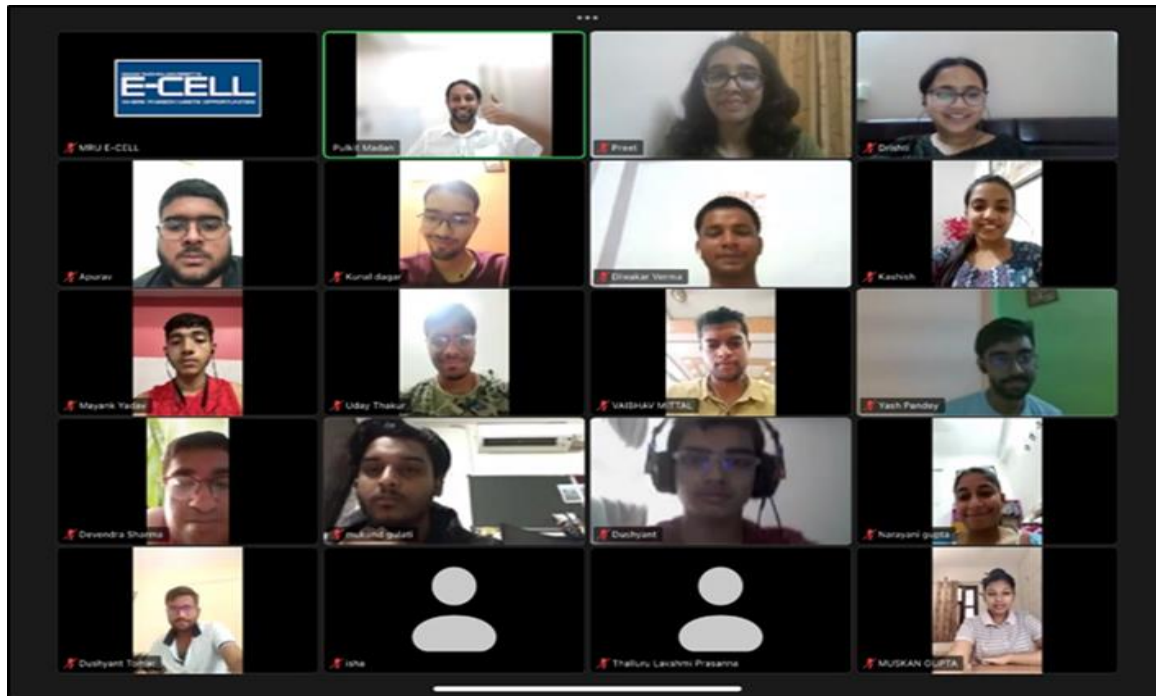 E-CELL
MRU E-CELL
Pulkit Madan
Preet
Drishti
Apurav
Kunal dagar
Diwakar Verma
Kashish
Mayank Yadav
Uday Thakur
VAIBHAV MITTAL
Yash Pandey
Devendra Sharma
mukund gulati
Dushyant
Narayani gupta
Dushyant Tomar
isha
Thalluru Lakshmi Prasanna
MUSKAN GUPTA